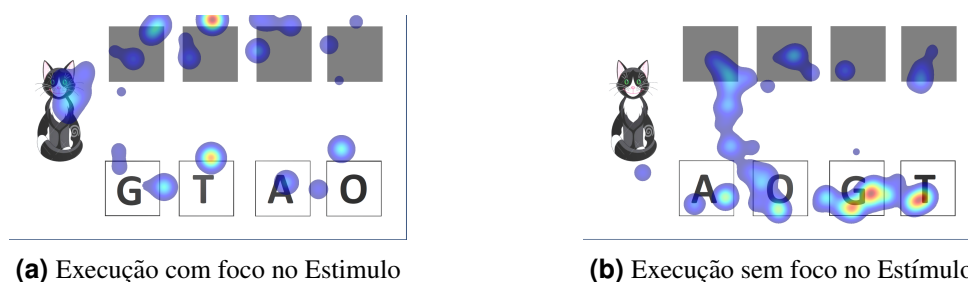 G T A O
A O G T
(a) Execução com foco no Estimulo
(b) Execução sem foco no Estímulo